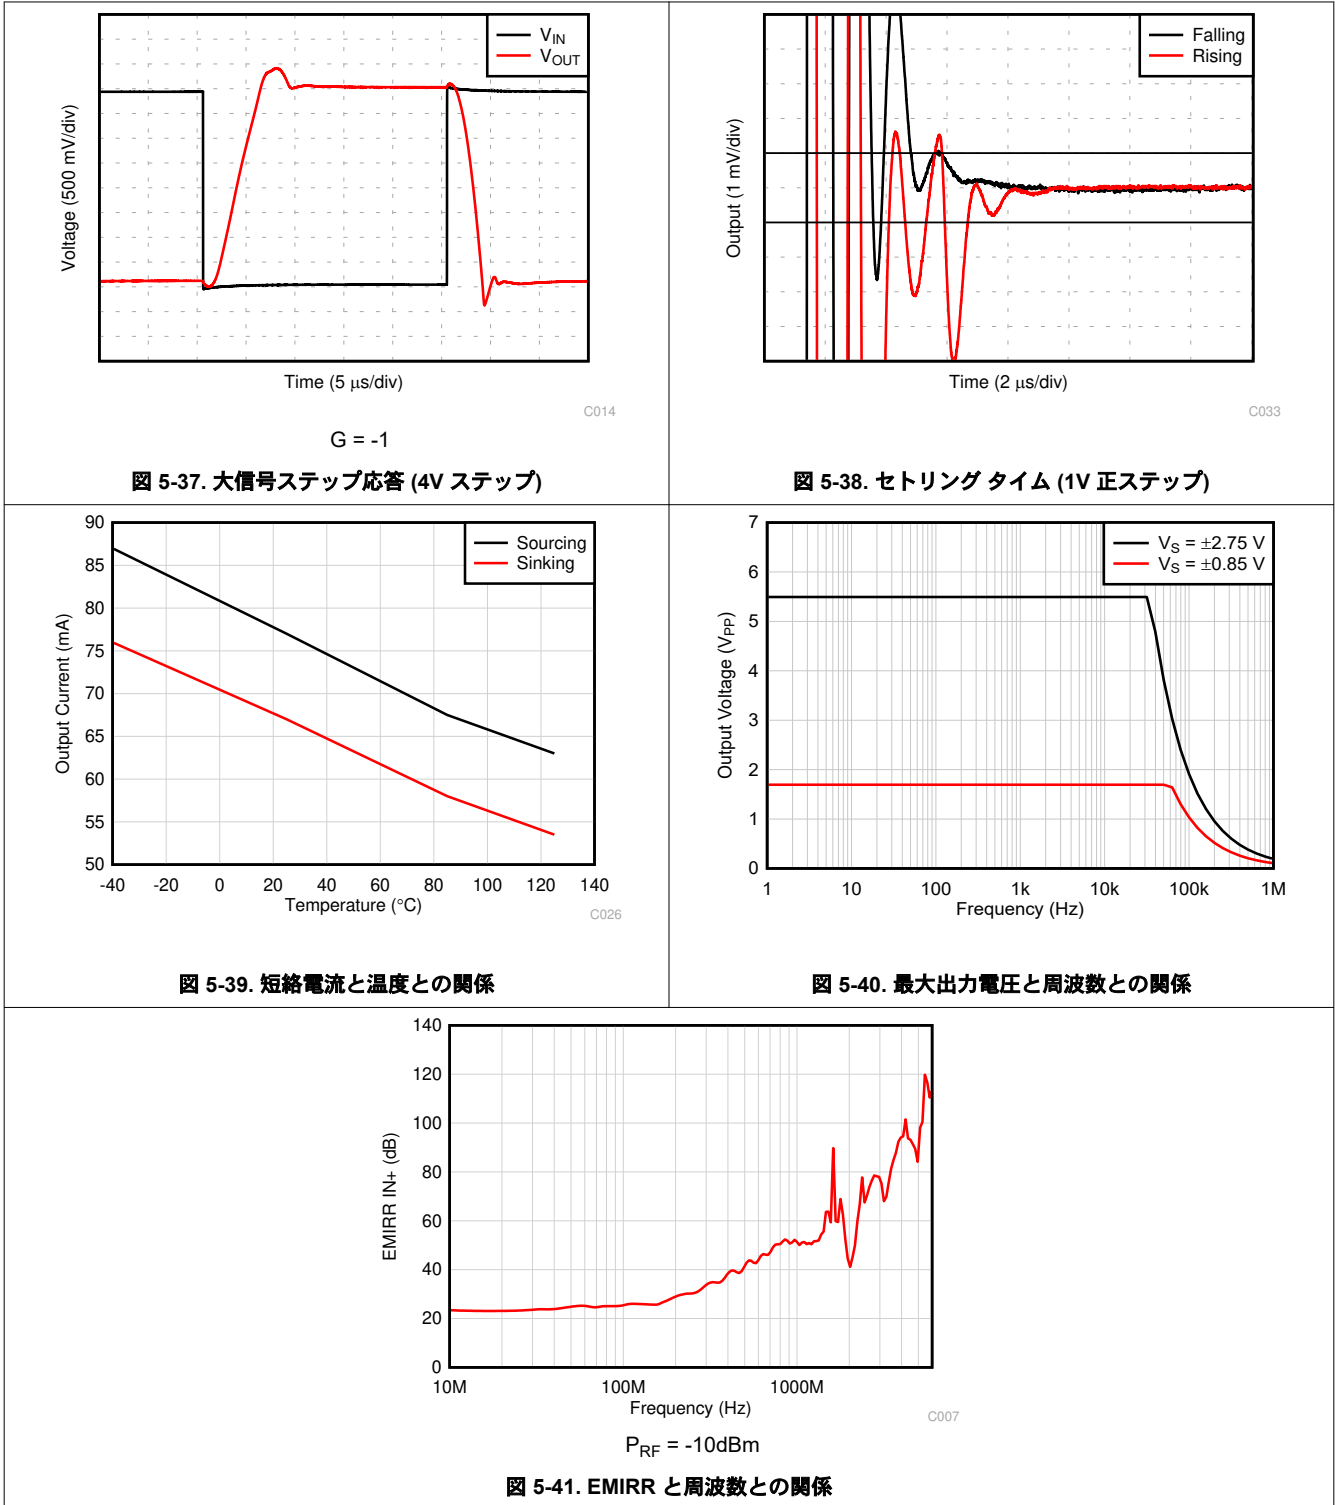 V_IN
V_OUT
Voltage (500 mV/div)
Time (5 µs/div)
C014
G = -1
図 5-37. 大信号ステップ応答 (4V ステップ)
Falling
Rising
Output (1 mV/div)
Time (2 µs/div)
C033
図 5-38. セトリング タイム (1V 正ステップ)
90
85
80
75
70
65
60
55
50
Output Current (mA)
Sourcing
Sinking
-40 -20 0 20 40 60 80 100 120 140
Temperature (°C)
C026
図 5-39. 短絡電流と温度との関係
7
6
5
4
3
2
1
0
Output Voltage (V_PP)
V_S = ±2.75 V
V_S = ±0.85 V
1 10 100 1k 10k 100k 1M
Frequency (Hz)
図 5-40. 最大出力電圧と周波数との関係
140
120
100
80
60
40
20
0
EMIRR IN+ (dB)
10M 100M 1000M
Frequency (Hz)
C007
P_RF = -10dBm
図 5-41. EMIRR と周波数との関係